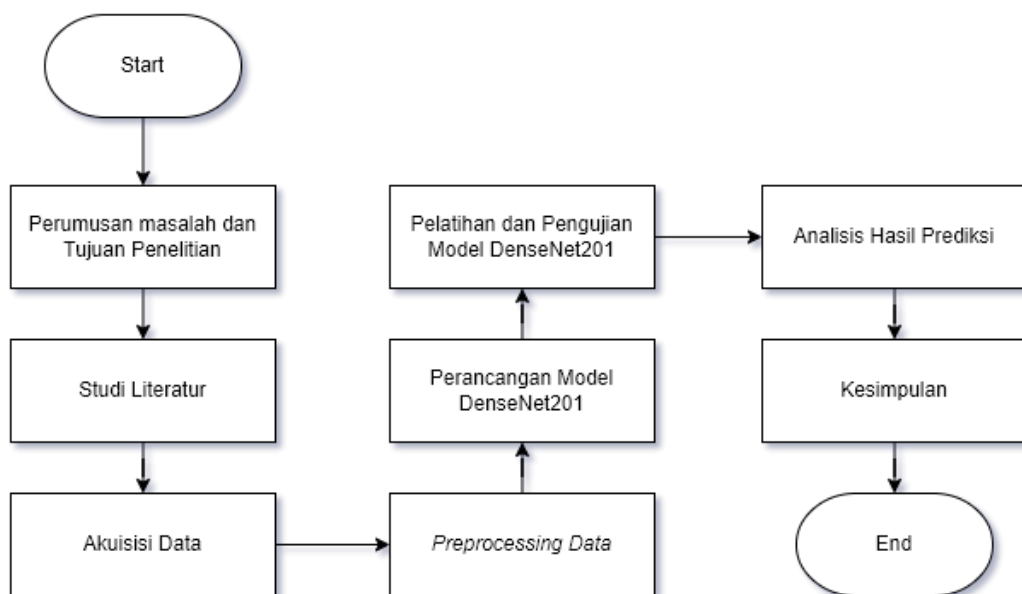 Start
Perumusan masalah dan
Tujuan Penelitian
Studi Literatur
Akuisisi Data
Preprocessing Data
Perancangan Model
DenseNet201
Pelatihan dan Pengujian
Model DenseNet201
Analisis Hasil Prediksi
Kesimpulan
End